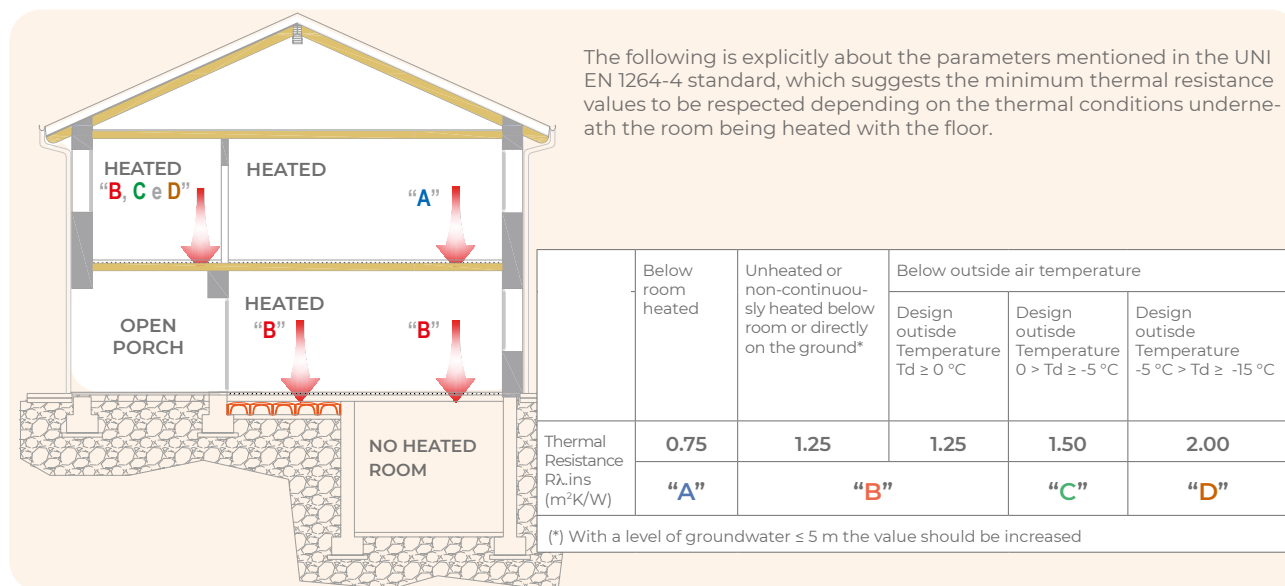 The following is explicitly about the parameters mentioned in the UNI
EN 1264-4 standard, which suggests the minimum thermal resistance
values to be respected depending on the thermal conditions underne-
ath the room being heated with the floor.
HEATED
“B, C e D”
HEATED
“A”
OPEN
PORCH
HEATED
“B”
“B”
NO HEATED
ROOM
Below
room
heated
Unheated or
non-continuou-
sly heated below
room or directly
on the ground*
Below outside air temperature
Design
outisde
Temperature
Td ≥ 0 °C
Design
outisde
Temperature
0 > Td ≥ -5 °C
Design
outisde
Temperature
-5 °C > Td ≥ -15 °C
Thermal
Resistance
Rλ.ins
(m²K/W)
0.75
1.25
1.25
1.50
2.00
“A”
“B”
“C”
“D”
(*) With a level of groundwater ≤ 5 m the value should be increased